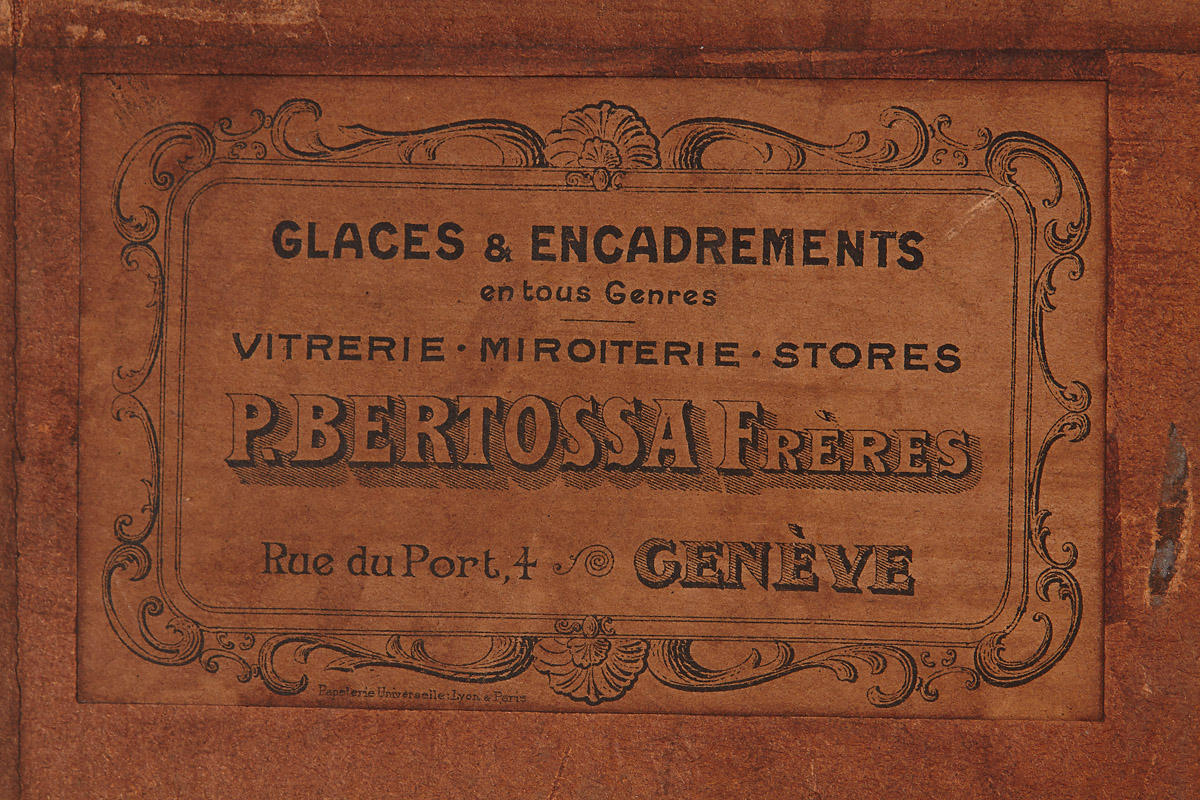 GLACES & ENCADREMENTS
en tous Genres
VITRERIE · MIROITERIE · STORES
P. BERTOSSA FRÈRES
Rue du Port, 4 GENÈVE
Papeterie Universelle: Lyon & Paris